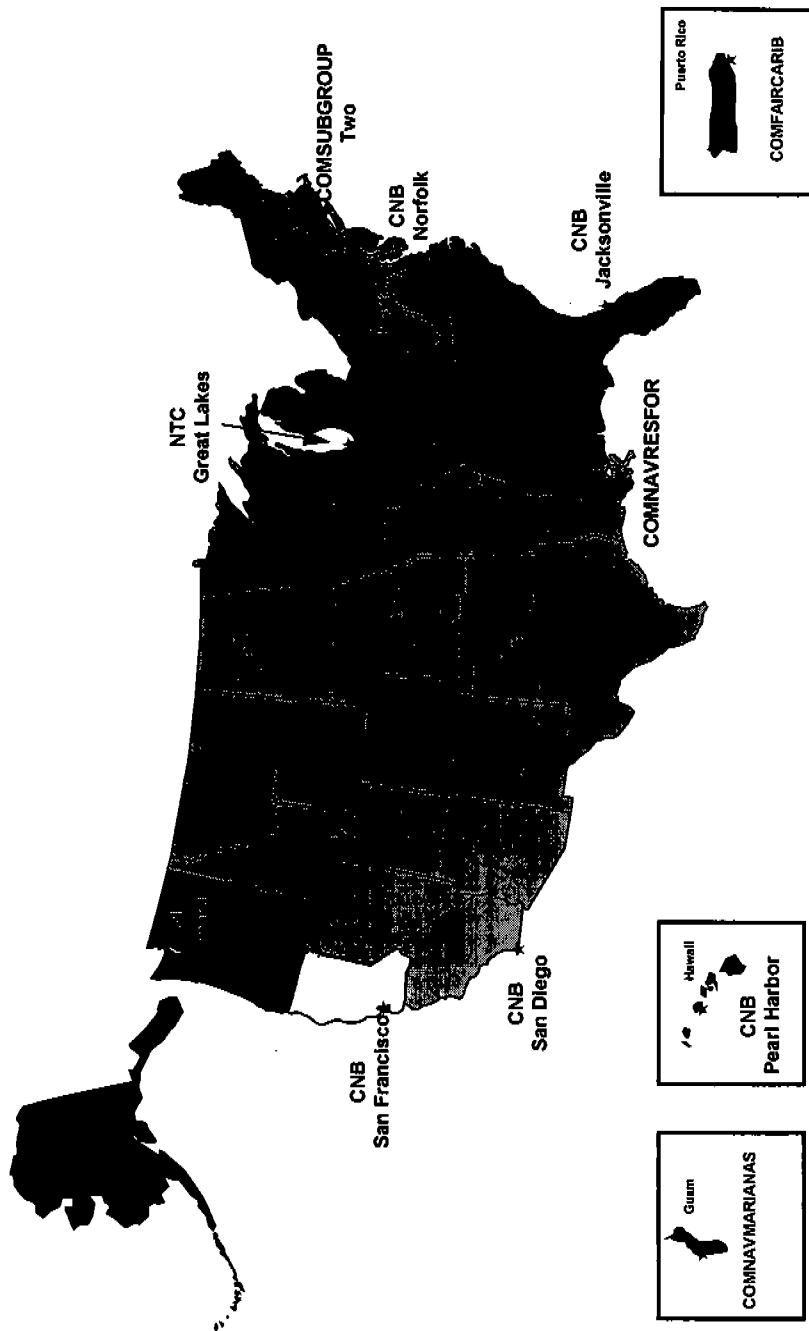 NTC
Great Lakes
COMSUBGROUP
Two
CNB
Norfolk
CNB
San Francisco
CNB
San Diego
CNB
Jacksonville
COMNAVRESFOR
Guam
COMNAVMARIANAS
Hawaii
CNB
Pearl Harbor
Puerto Rico
COMFAIRCARIB